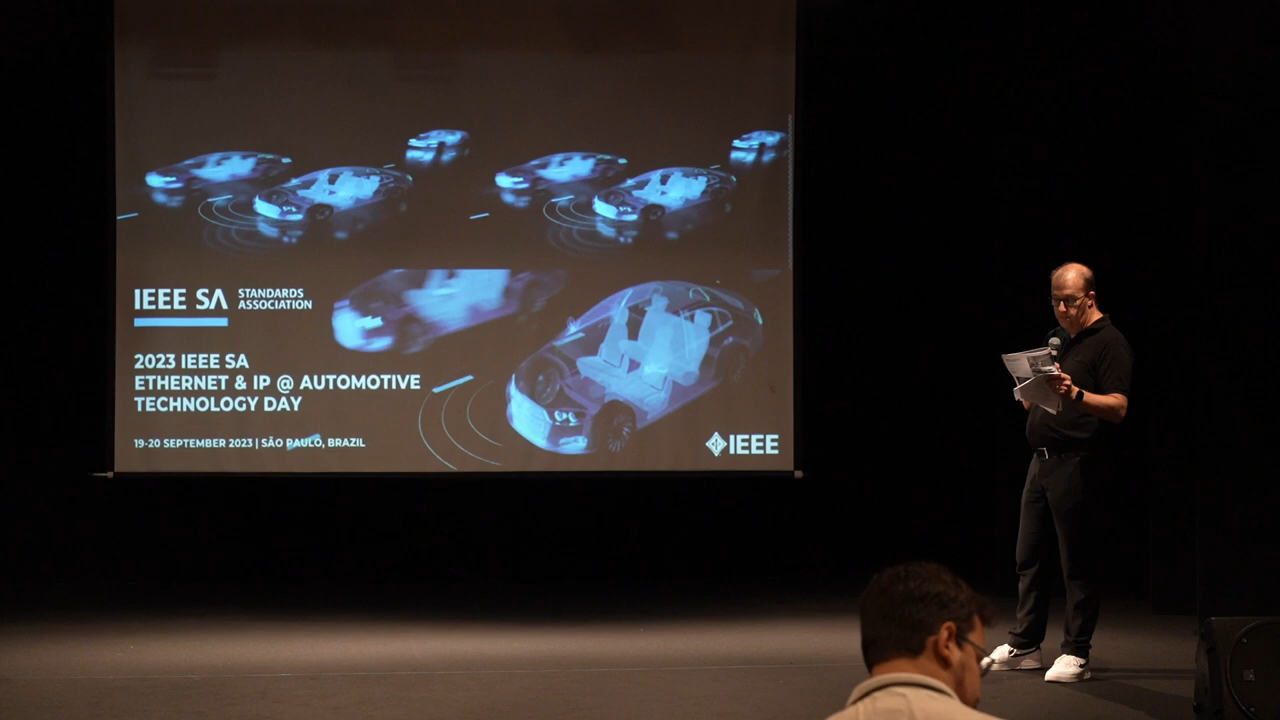 IEEE SA STANDARDS
ASSOCIATION
2023 IEEE SA
ETHERNET & IP @ AUTOMOTIVE
TECHNOLOGY DAY
19-20 SEPTEMBER 2023 | SÃO PAULO, BRAZIL
IEEE